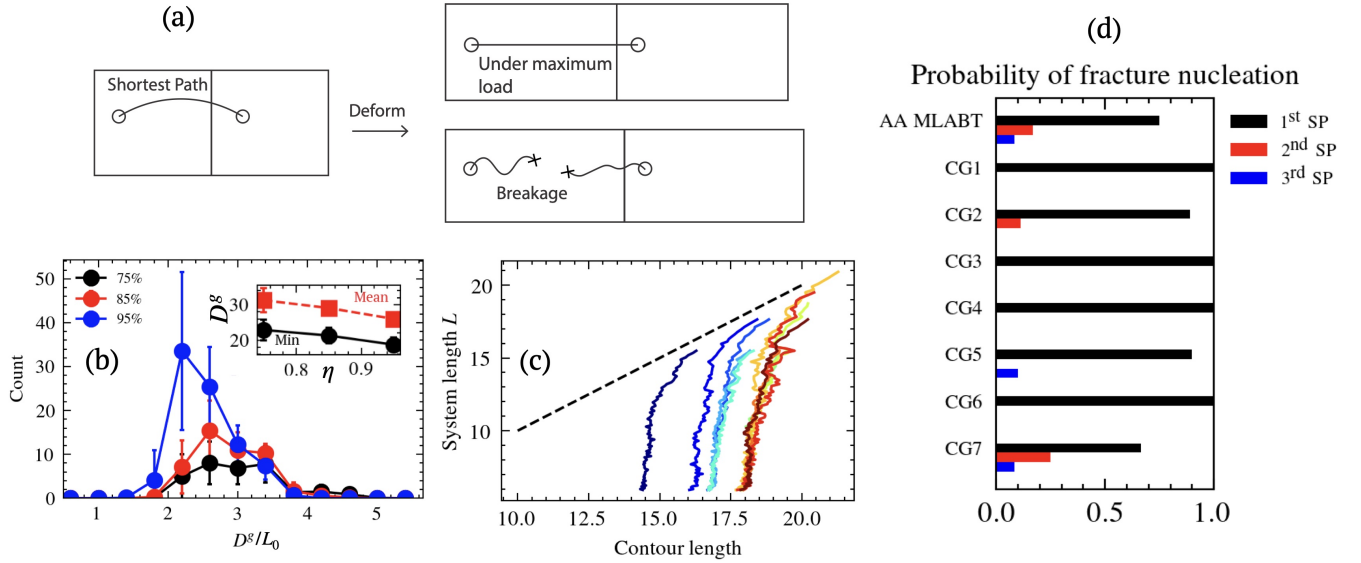 (a)
Shortest Path
Deform
Under maximum
load
Breakage
(b)
75%
85%
95%
Count
50
40
30
20
10
0
1
2
3
4
5
D^g/L_0
D^g
30
20
Mean
Min
0.8
η
0.9
(c)
System length L
20
15
10
10.0
12.5
15.0
17.5
20.0
Contour length
(d)
Probability of fracture nucleation
AA MLABT
CG1
CG2
CG3
CG4
CG5
CG6
CG7
0.0
0.5
1.0
1st SP
2nd SP
3rd SP